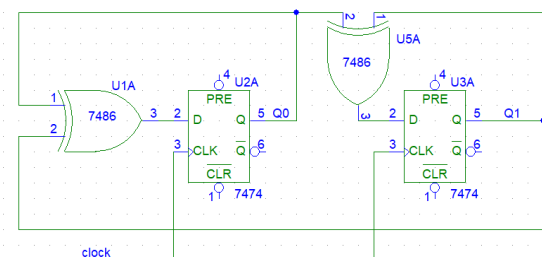 2 1
U5A
7486
3
U1A
1
7486
3
2
4
U2A
PRE
2 D Q 5 Q0
3 CLK Q 6
CLR
1 7474
4
U3A
PRE
2 D Q 5 Q1
3 CLK Q 6
CLR
1 7474
clock